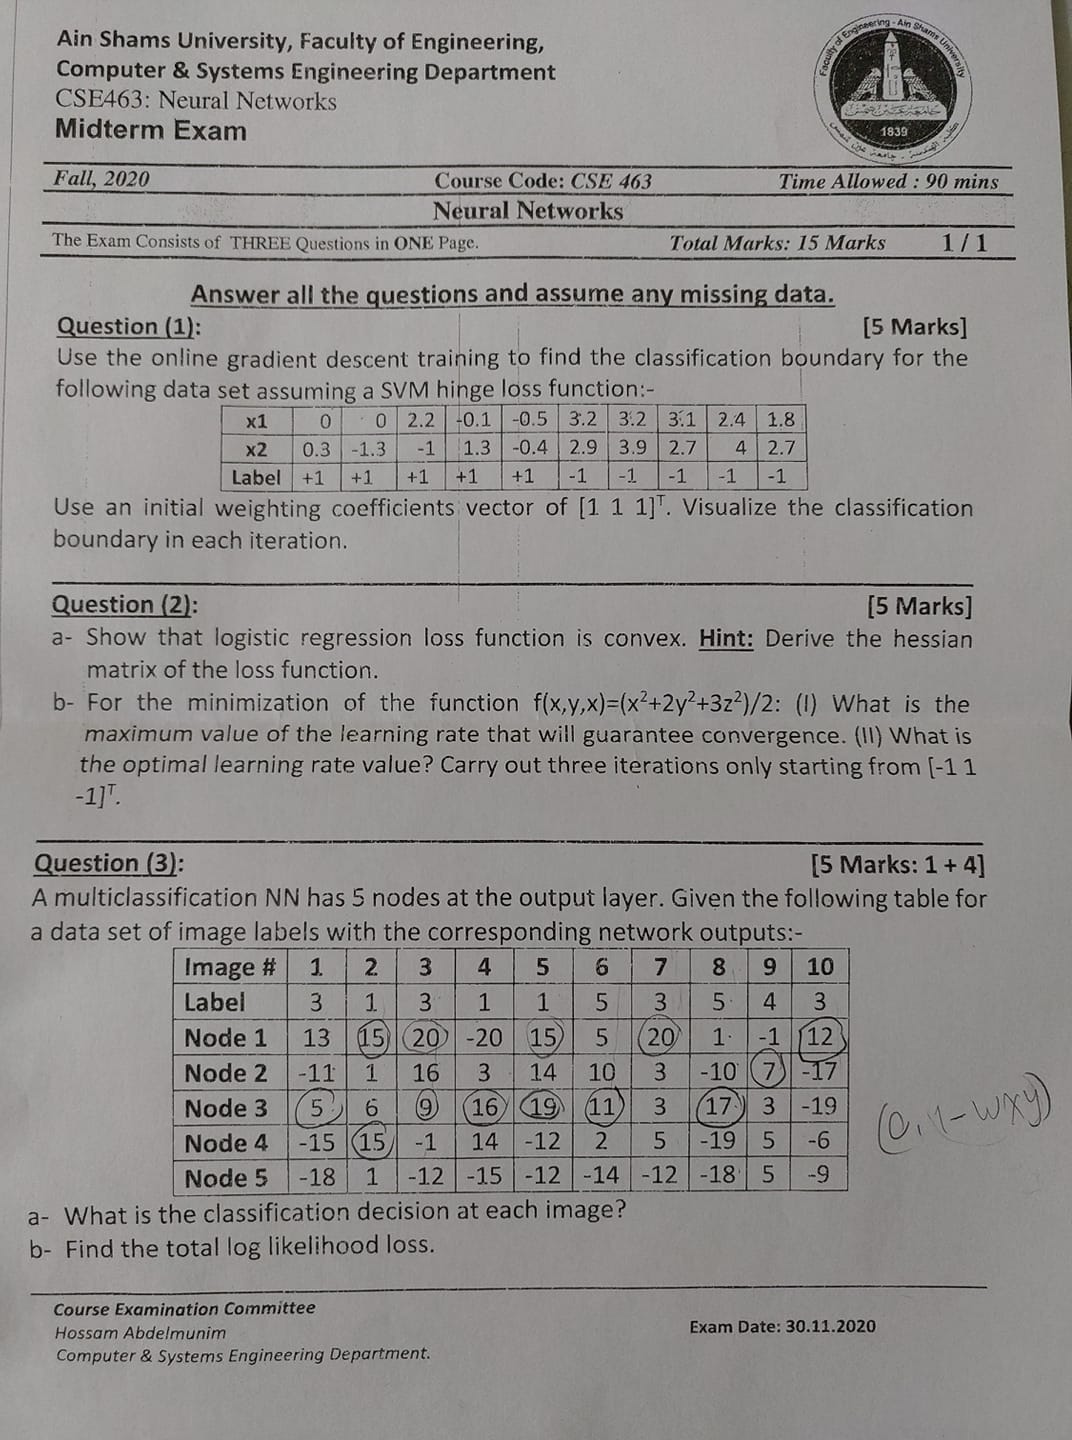 Ain Shams University, Faculty of Engineering,
Computer & Systems Engineering Department
CSE463: Neural Networks
Midterm Exam
Faculty of Engineering - Ain Shams University
1839
Fall, 2020 Course Code: CSE 463 Time Allowed : 90 mins
Neural Networks
The Exam Consists of THREE Questions in ONE Page. Total Marks: 15 Marks 1 / 1
Answer all the questions and assume any missing data.
Question (1): [5 Marks]
Use the online gradient descent training to find the classification boundary for the
following data set assuming a SVM hinge loss function:-
x1 0 0 2.2 -0.1 -0.5 3.2 3.2 3.1 2.4 1.8
x2 0.3 -1.3 -1 1.3 -0.4 2.9 3.9 2.7 4 2.7
Label +1 +1 +1 +1 +1 -1 -1 -1 -1 -1
Use an initial weighting coefficients vector of [1 1 1]ᵀ. Visualize the classification
boundary in each iteration.
Question (2): [5 Marks]
a- Show that logistic regression loss function is convex. Hint: Derive the hessian
matrix of the loss function.
b- For the minimization of the function f(x,y,x)=(x²+2y²+3z²)/2: (I) What is the
maximum value of the learning rate that will guarantee convergence. (II) What is
the optimal learning rate value? Carry out three iterations only starting from [-1 1
-1]ᵀ.
Question (3): [5 Marks: 1 + 4]
A multiclassification NN has 5 nodes at the output layer. Given the following table for
a data set of image labels with the corresponding network outputs:-
Image # 1 2 3 4 5 6 7 8 9 10
Label 3 1 3 1 1 5 3 5 4 3
Node 1 13 15 20 -20 15 5 20 1 -1 12
Node 2 -11 1 16 3 14 10 3 -10 7 -17
Node 3 5 6 9 16 19 11 3 17 3 -19
Node 4 -15 15 -1 14 -12 2 5 -19 5 -6
Node 5 -18 1 -12 -15 -12 -14 -12 -18 5 -9
(0, 1-wxy)
a- What is the classification decision at each image?
b- Find the total log likelihood loss.
Course Examination Committee
Hossam Abdelmunim
Computer & Systems Engineering Department.
Exam Date: 30.11.2020